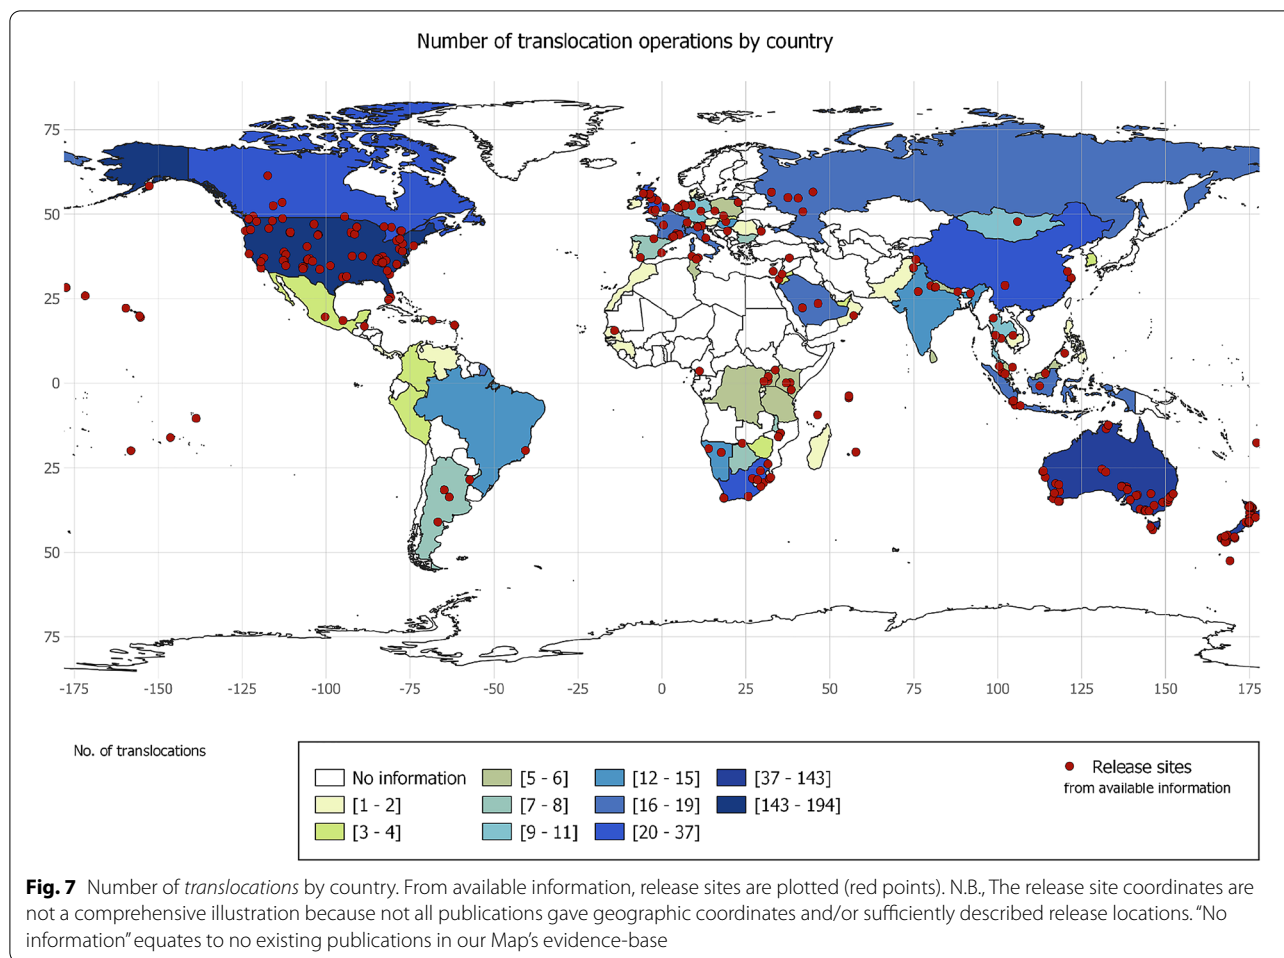 Number of translocation operations by country
75
50
25
0
25
50
75
-175 -150 -125 -100 -75 -50 -25 0 25 50 75 100 125 150 175
No. of translocations
No information [5 - 6] [12 - 15] [37 - 143]
[1 - 2] [7 - 8] [16 - 19] [143 - 194]
[3 - 4] [9 - 11] [20 - 37]
Release sites
from available information
Fig. 7 Number of translocations by country. From available information, release sites are plotted (red points). N.B., The release site coordinates are
not a comprehensive illustration because not all publications gave geographic coordinates and/or sufficiently described release locations. “No
information” equates to no existing publications in our Map’s evidence-base